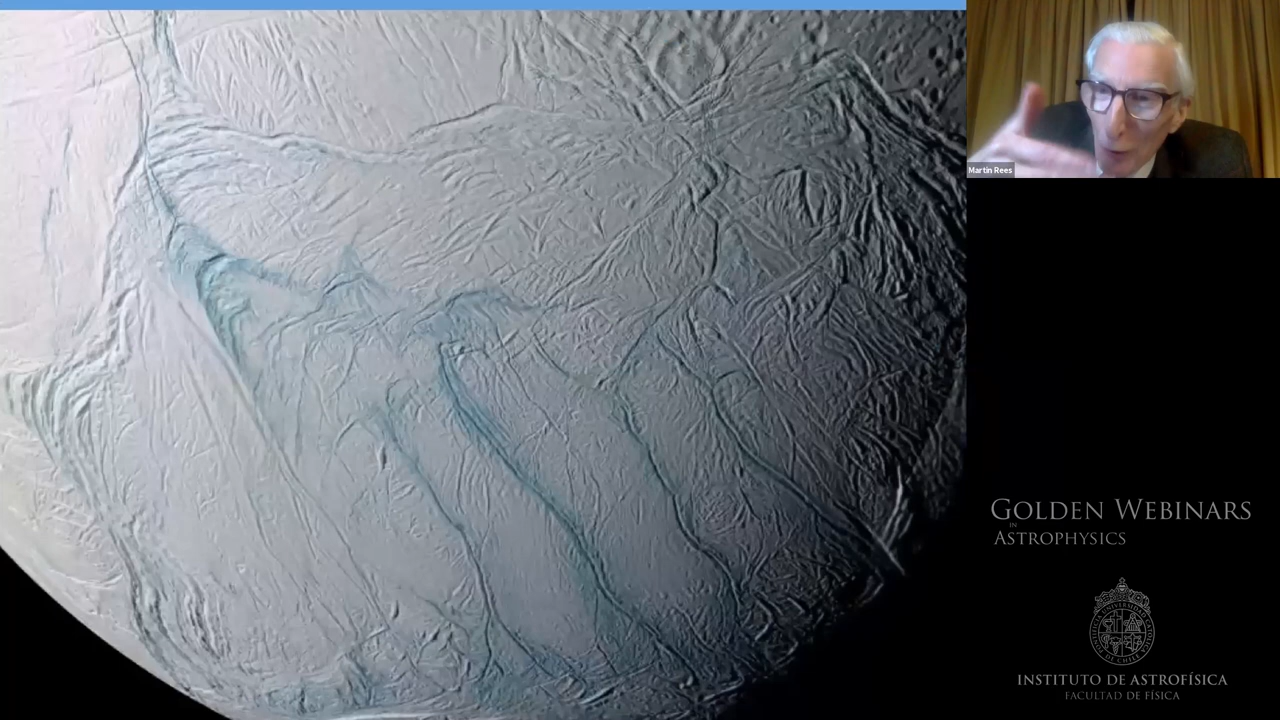 Martin Rees
GOLDEN WEBINARS
IN
ASTROPHYSICS
INSTITUTO DE ASTROFÍSICA
FACULTAD DE FÍSICA